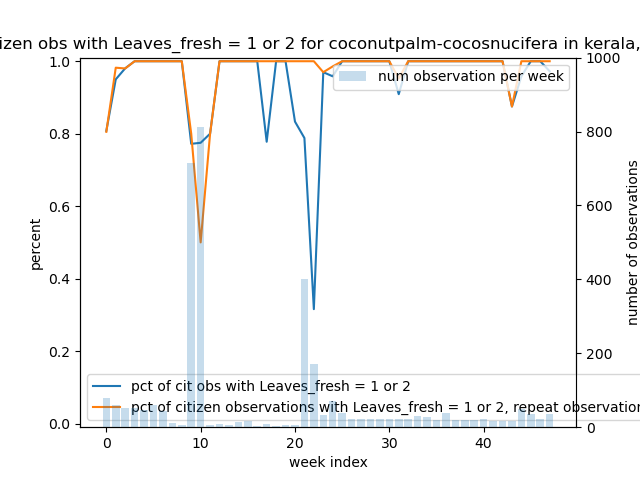 izen obs with Leaves_fresh = 1 or 2 for coconutpalm-cocosnucifera in kerala,
num observation per week
1.0
0.8
0.6
0.4
0.2
0.0
percent
1000
800
600
400
200
0
number of observations
pct of cit obs with Leaves_fresh = 1 or 2
pct of citizen observations with Leaves_fresh = 1 or 2, repeat observation
0 10 20 30 40
week index